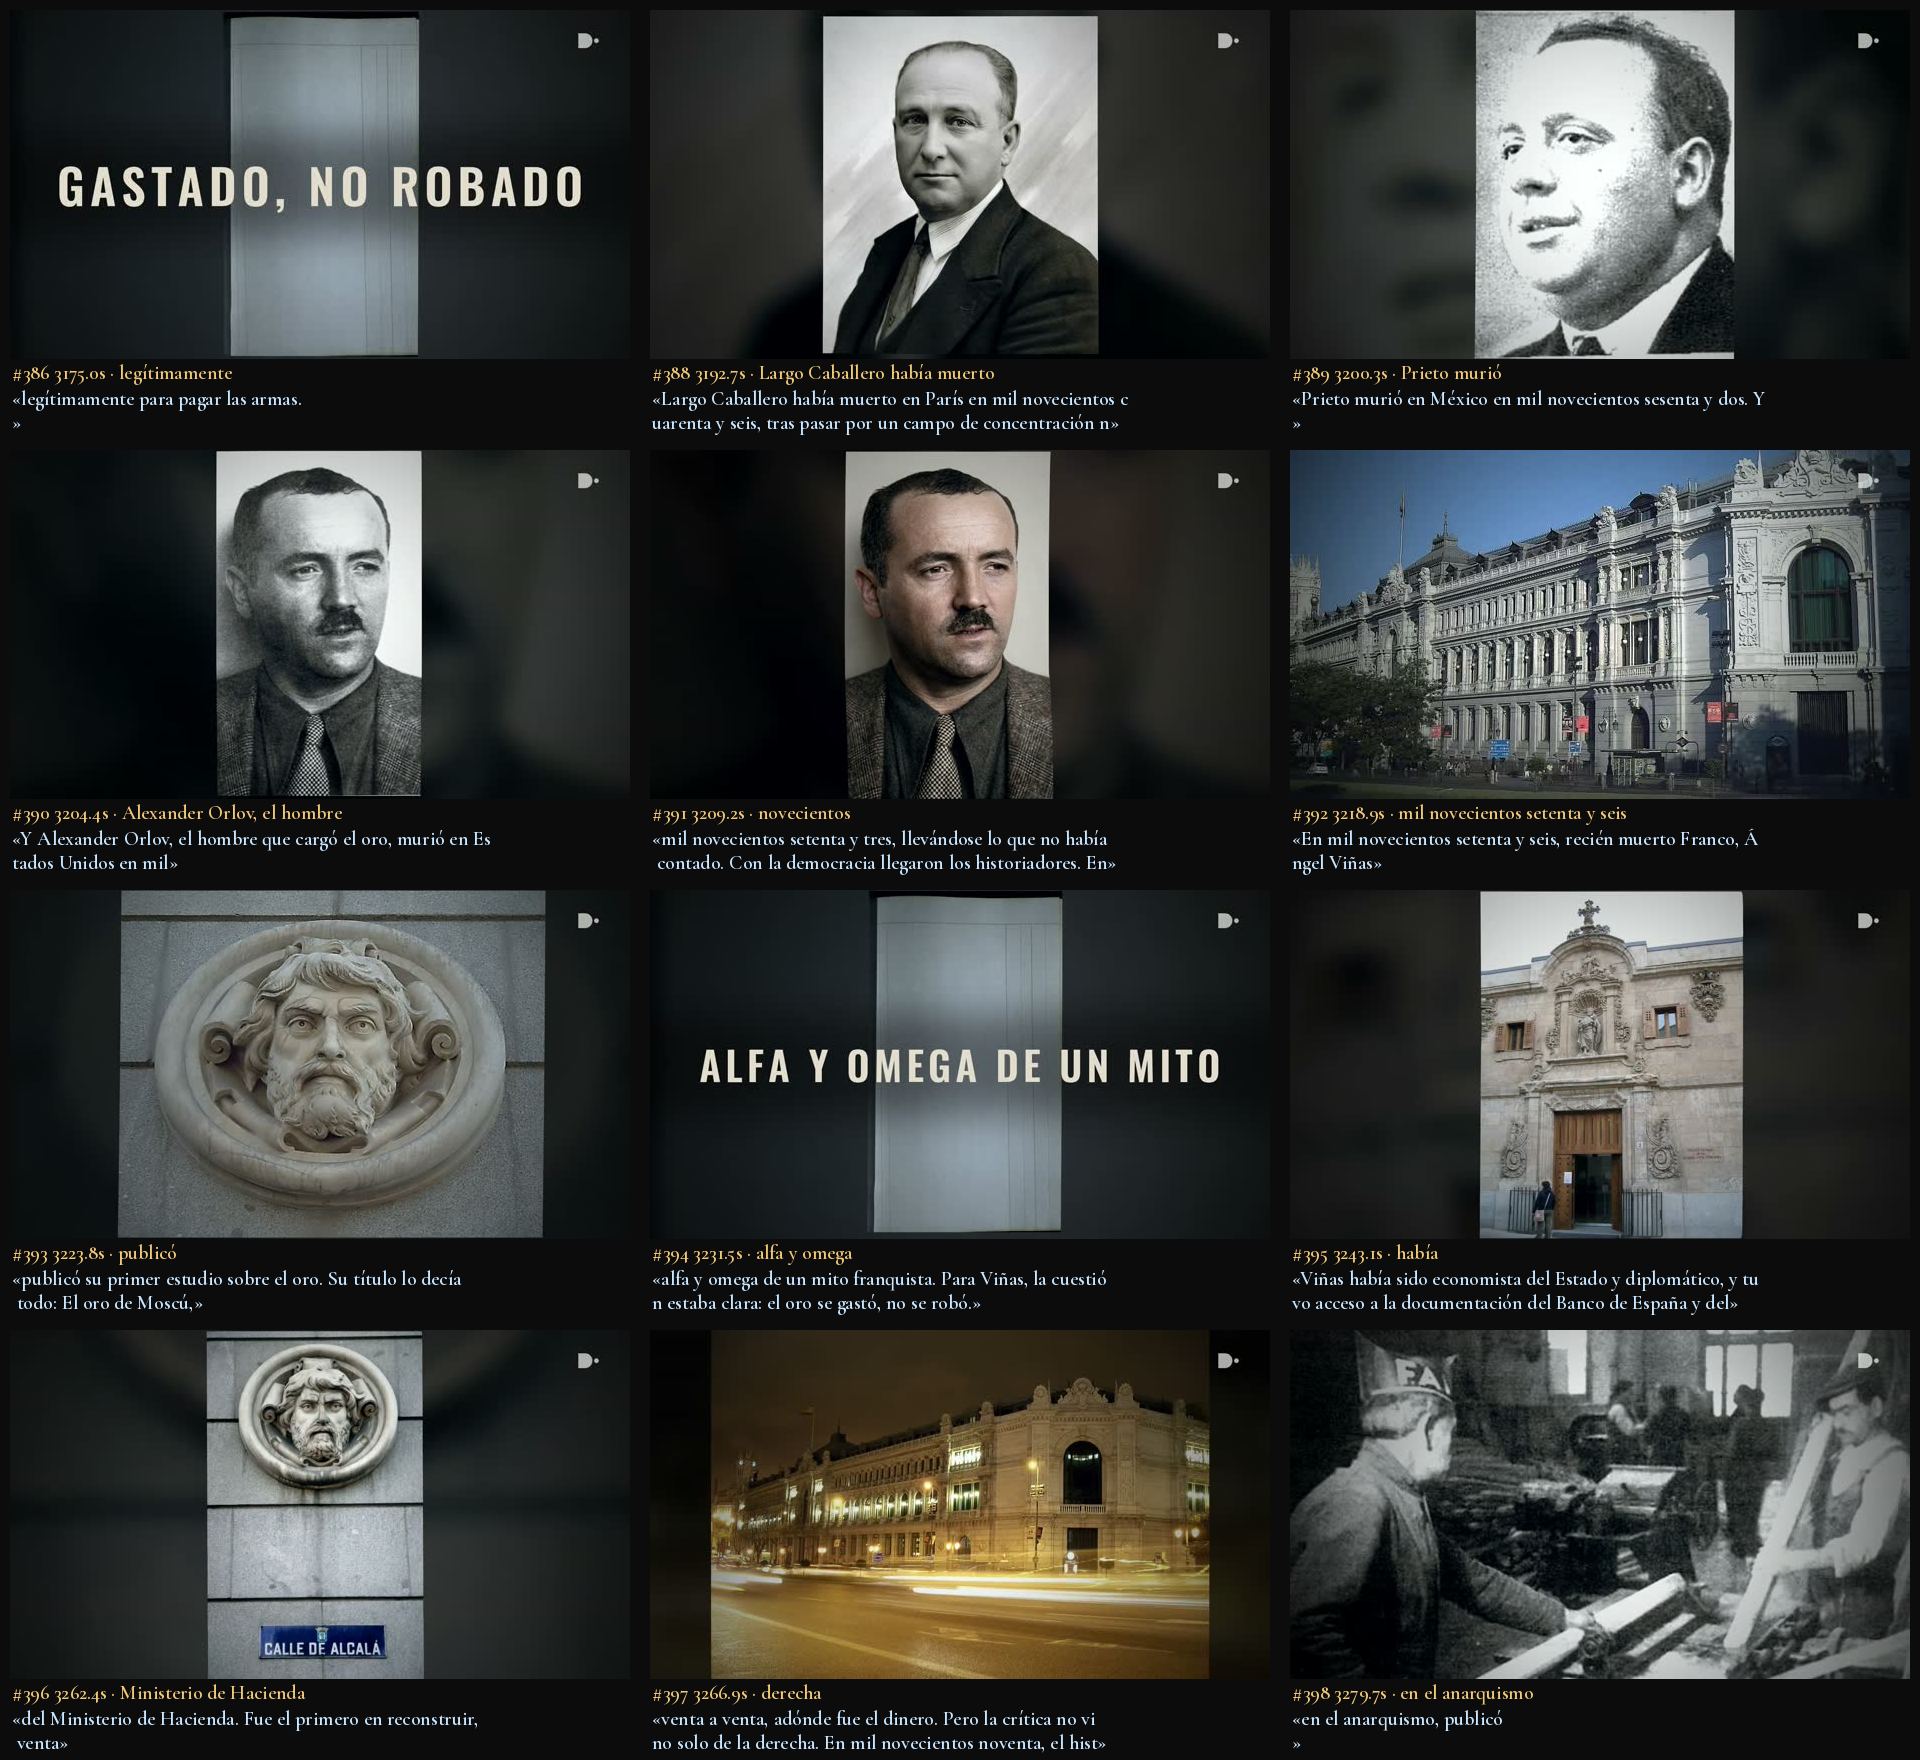 GASTADO, NO ROBADO
#386 3175.0s · legítimamente
«legítimamente para pagar las armas.
»
#388 3192.7s · Largo Caballero había muerto
«Largo Caballero había muerto en París en mil novecientos c
uarenta y seis, tras pasar por un campo de concentración n»
#389 3200.3s · Prieto murió
«Prieto murió en México en mil novecientos sesenta y dos. Y
»
#390 3204.4s · Alexander Orlov, el hombre
«Y Alexander Orlov, el hombre que cargó el oro, murió en Es
tados Unidos en mil»
#391 3209.2s · novecientos
«mil novecientos setenta y tres, llevándose lo que no había
contado. Con la democracia llegaron los historiadores. En»
#392 3218.9s · mil novecientos setenta y seis
«En mil novecientos setenta y seis, recién muerto Franco, Á
ngel Viñas»
#393 3223.8s · publicó
«publicó su primer estudio sobre el oro. Su título lo decía
todo: El oro de Moscú,»
ALFA Y OMEGA DE UN MITO
#394 3231.5s · alfa y omega
«alfa y omega de un mito franquista. Para Viñas, la cuestió
n estaba clara: el oro se gastó, no se robó.»
#395 3243.1s · había
«Viñas había sido economista del Estado y diplomático, y tu
vo acceso a la documentación del Banco de España y del»
CALLE DE ALCALÁ
#396 3262.4s · Ministerio de Hacienda
«del Ministerio de Hacienda. Fue el primero en reconstruir,
venta»
#397 3266.9s · derecha
«venta a venta, adónde fue el dinero. Pero la crítica no vi
no solo de la derecha. En mil novecientos noventa, el hist»
FAI
#398 3279.7s · en el anarquismo
«en el anarquismo, publicó
»